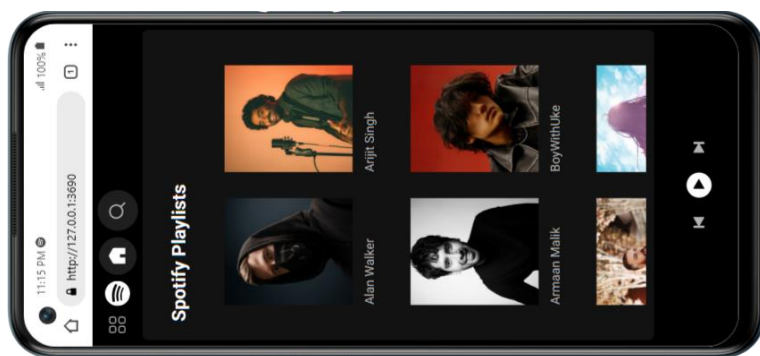 11:15 PM
100%
http://127.0.0.1:3690
1
Spotify Playlists
Alan Walker
Arijit Singh
Armaan Malik
BoyWithUke